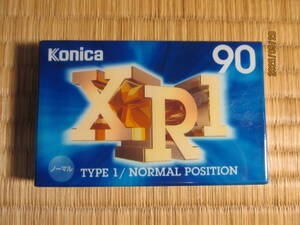 Konica
90
XR1
ノーマル
TYPE 1/ NORMAL POSITION